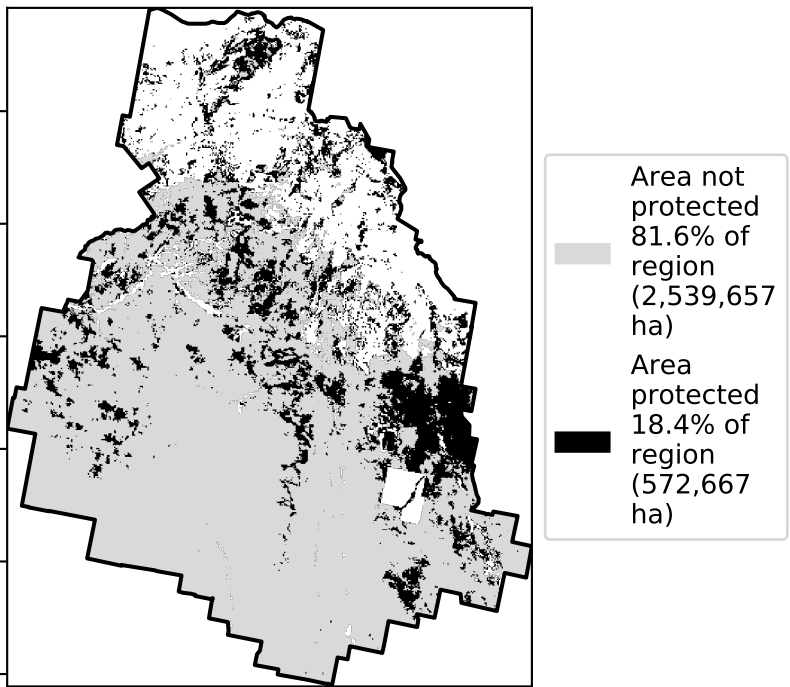 Area not
protected
81.6% of
region
(2,539,657
ha)
Area
protected
18.4% of
region
(572,667
ha)